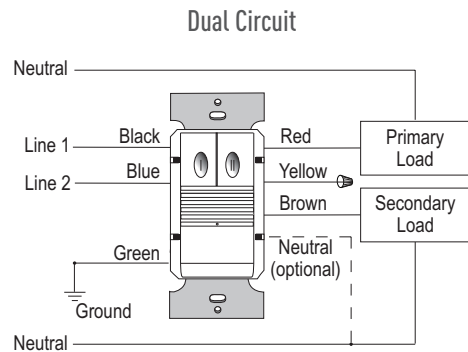 Dual Circuit
Neutral
Line 1
Black
Red
Primary
Load
Line 2
Blue
Yellow
Brown
Secondary
Load
Green
Neutral
(optional)
Ground
Neutral
I
II